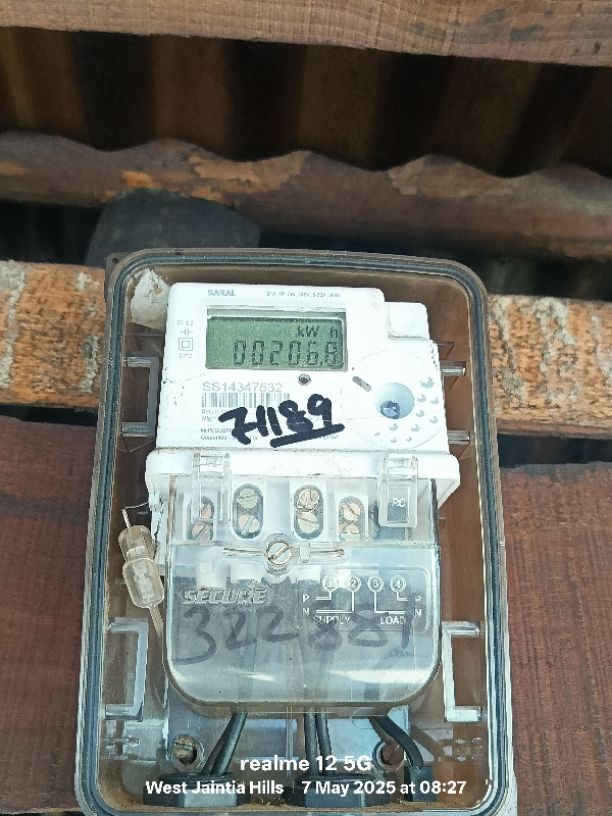 SARAL
kW h
002068
SS14347532
71189
PC
SECURE
1 2 3 4
P P
N N
SUPPLY LOAD
realme 12 5G
West Jaintia Hills | 7 May 2025 at 08:27